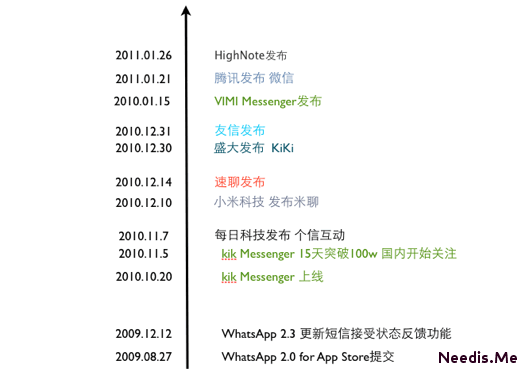 2011.01.26 HighNote发布
2011.01.21 腾讯发布 微信
2010.01.15 VIMI Messenger发布
2010.12.31 友信发布
2010.12.30 盛大发布 KiKi
2010.12.14 速聊发布
2010.12.10 小米科技 发布米聊
2010.11.7 每日科技发布 个信互动
2010.11.5 kik Messenger 15天突破100w 国内开始关注
2010.10.20 kik Messenger 上线
2009.12.12 WhatsApp 2.3 更新短信接受状态反馈功能
2009.08.27 WhatsApp 2.0 for App Store提交
Needis.Me